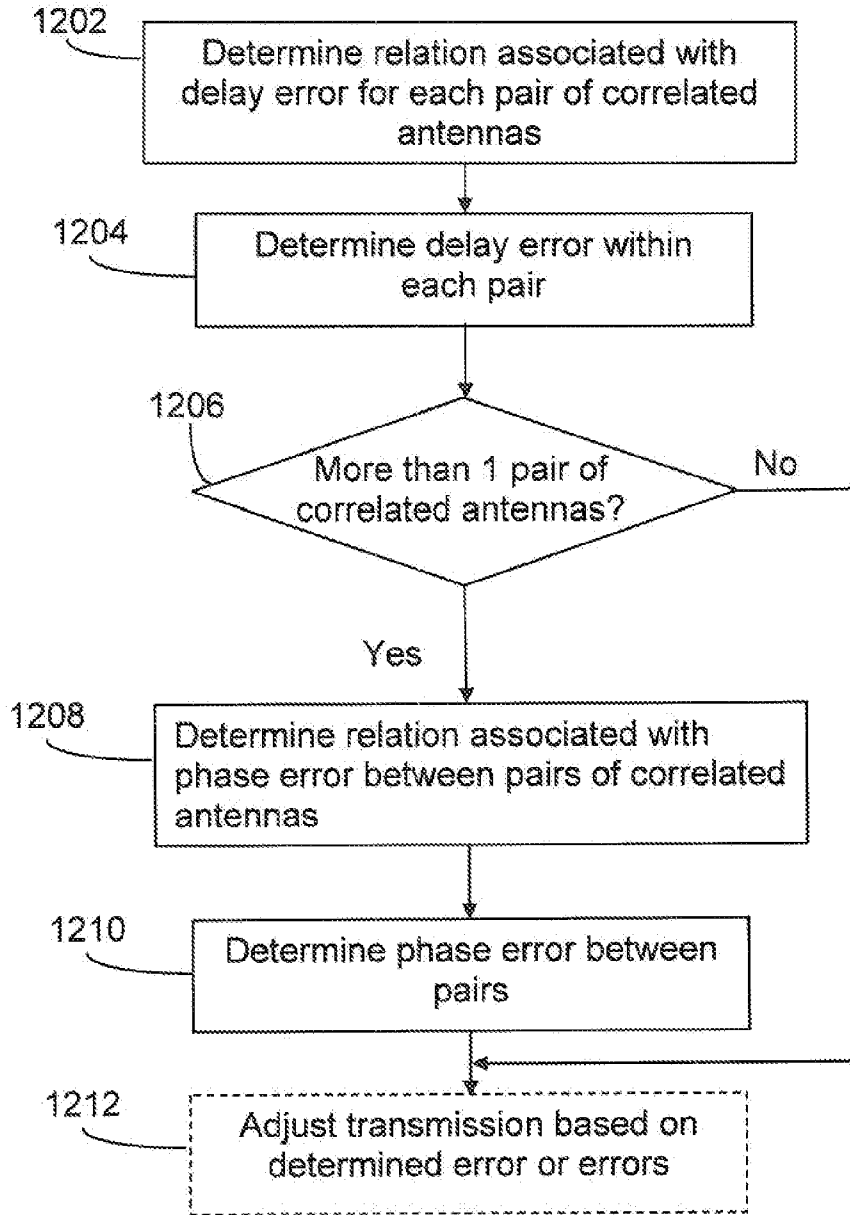 1202
Determine relation associated with
delay error for each pair of correlated
antennas
1204
Determine delay error within
each pair
1206
More than 1 pair of
correlated antennas?
No
Yes
1208
Determine relation associated with
phase error between pairs of correlated
antennas
1210
Determine phase error between
pairs
1212
Adjust transmission based on
determined error or errors